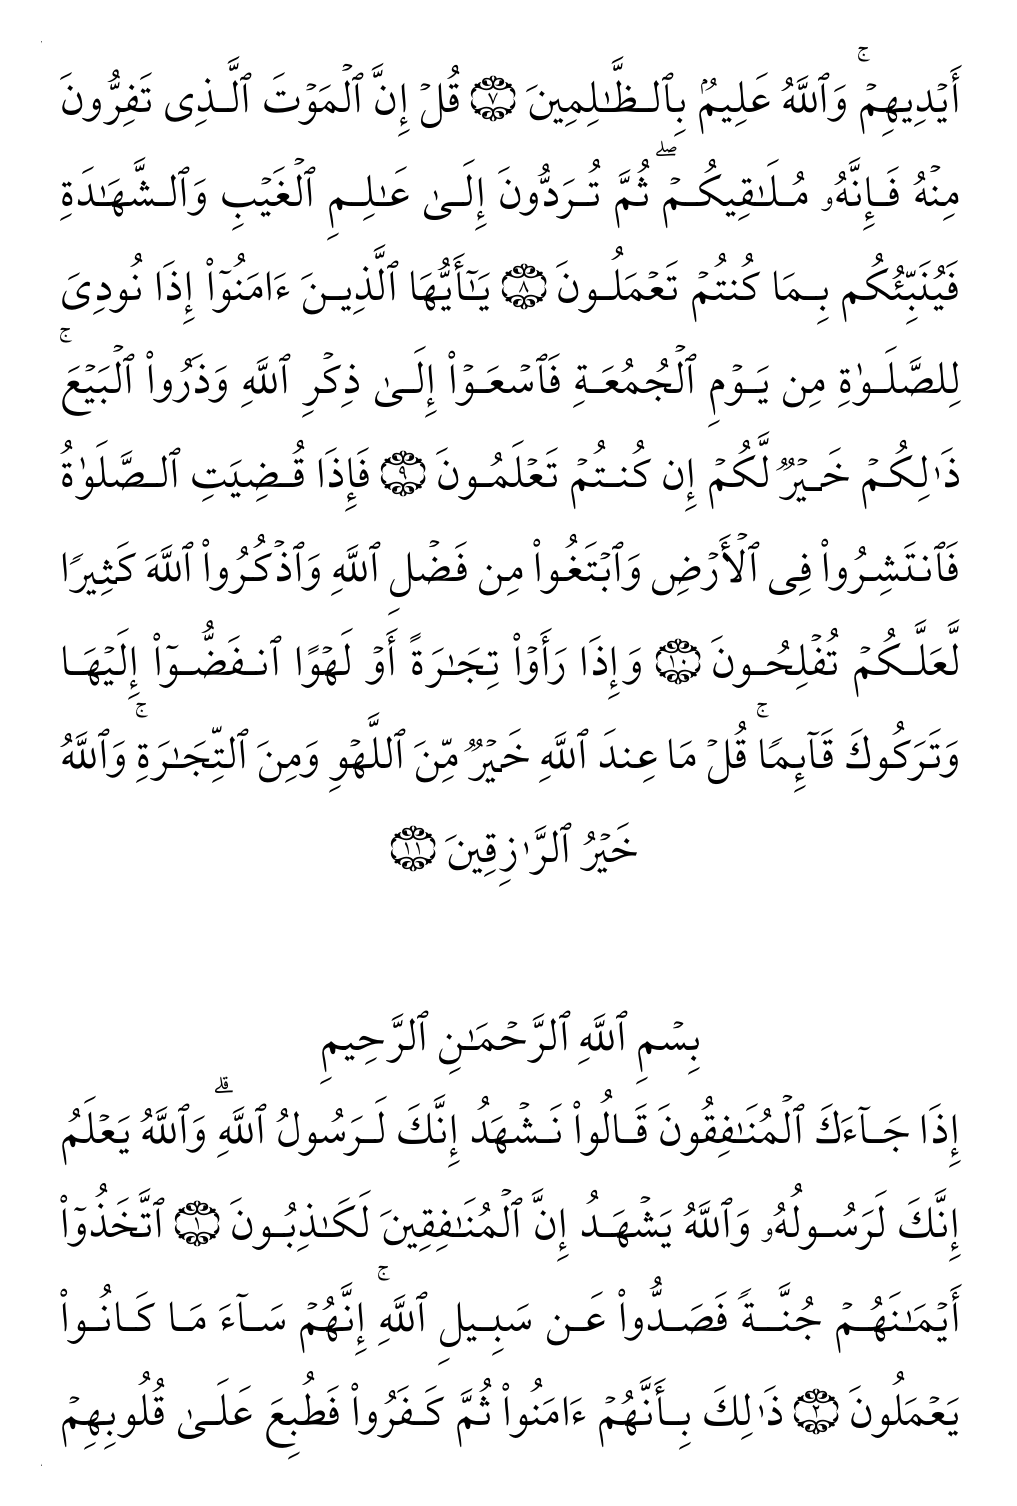 أَيۡدِيهِمۡۚ وَٱللَّهُ عَلِيمُۢ بِٱلظَّٰلِمِينَ ۝٧ قُلۡ إِنَّ ٱلۡمَوۡتَ ٱلَّذِى تَفِرُّونَ
مِنۡهُ فَإِنَّهُۥ مُلَٰقِيكُمۡۖ ثُمَّ تُرَدُّونَ إِلَىٰ عَٰلِمِ ٱلۡغَيۡبِ وَٱلشَّهَٰدَةِ
فَيُنَبِّئُكُم بِمَا كُنتُمۡ تَعۡمَلُونَ ۝٨ يَٰٓأَيُّهَا ٱلَّذِينَ ءَامَنُوٓاْ إِذَا نُودِىَ
لِلصَّلَوٰةِ مِن يَوۡمِ ٱلۡجُمُعَةِ فَٱسۡعَوۡاْ إِلَىٰ ذِكۡرِ ٱللَّهِ وَذَرُواْ ٱلۡبَيۡعَۚ
ذَٰلِكُمۡ خَيۡرٞ لَّكُمۡ إِن كُنتُمۡ تَعۡلَمُونَ ۝٩ فَإِذَا قُضِيَتِ ٱلصَّلَوٰةُ
فَٱنتَشِرُواْ فِى ٱلۡأَرۡضِ وَٱبۡتَغُواْ مِن فَضۡلِ ٱللَّهِ وَٱذۡكُرُواْ ٱللَّهَ كَثِيرًا
لَّعَلَّكُمۡ تُفۡلِحُونَ ۝١٠ وَإِذَا رَأَوۡاْ تِجَٰرَةً أَوۡ لَهۡوًا ٱنفَضُّوٓاْ إِلَيۡهَا
وَتَرَكُوكَ قَآئِمًاۚ قُلۡ مَا عِندَ ٱللَّهِ خَيۡرٞ مِّنَ ٱللَّهۡوِ وَمِنَ ٱلتِّجَٰرَةِۚ وَٱللَّهُ
خَيۡرُ ٱلرَّٰزِقِينَ ۝١١
بِسۡمِ ٱللَّهِ ٱلرَّحۡمَٰنِ ٱلرَّحِيمِ
إِذَا جَآءَكَ ٱلۡمُنَٰفِقُونَ قَالُواْ نَشۡهَدُ إِنَّكَ لَرَسُولُ ٱللَّهِۗ وَٱللَّهُ يَعۡلَمُ
إِنَّكَ لَرَسُولُهُۥ وَٱللَّهُ يَشۡهَدُ إِنَّ ٱلۡمُنَٰفِقِينَ لَكَٰذِبُونَ ۝١ ٱتَّخَذُوٓاْ
أَيۡمَٰنَهُمۡ جُنَّةً فَصَدُّواْ عَن سَبِيلِ ٱللَّهِۚ إِنَّهُمۡ سَآءَ مَا كَانُواْ
يَعۡمَلُونَ ۝٢ ذَٰلِكَ بِأَنَّهُمۡ ءَامَنُواْ ثُمَّ كَفَرُواْ فَطُبِعَ عَلَىٰ قُلُوبِهِمۡ